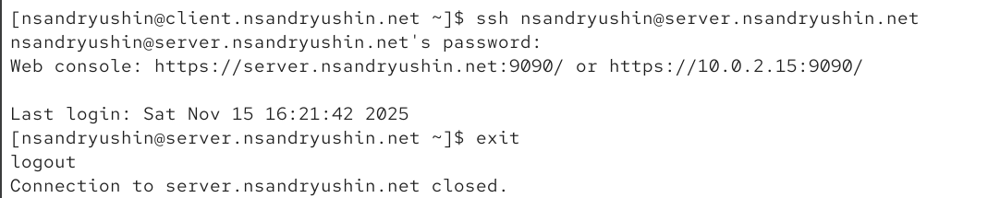 [nsandryushin@client.nsandryushin.net ~]$ ssh nsandryushin@server.nsandryushin.net
nsandryushin@server.nsandryushin.net's password:
Web console: https://server.nsandryushin.net:9090/ or https://10.0.2.15:9090/
Last login: Sat Nov 15 16:21:42 2025
[nsandryushin@server.nsandryushin.net ~]$ exit
logout
Connection to server.nsandryushin.net closed.